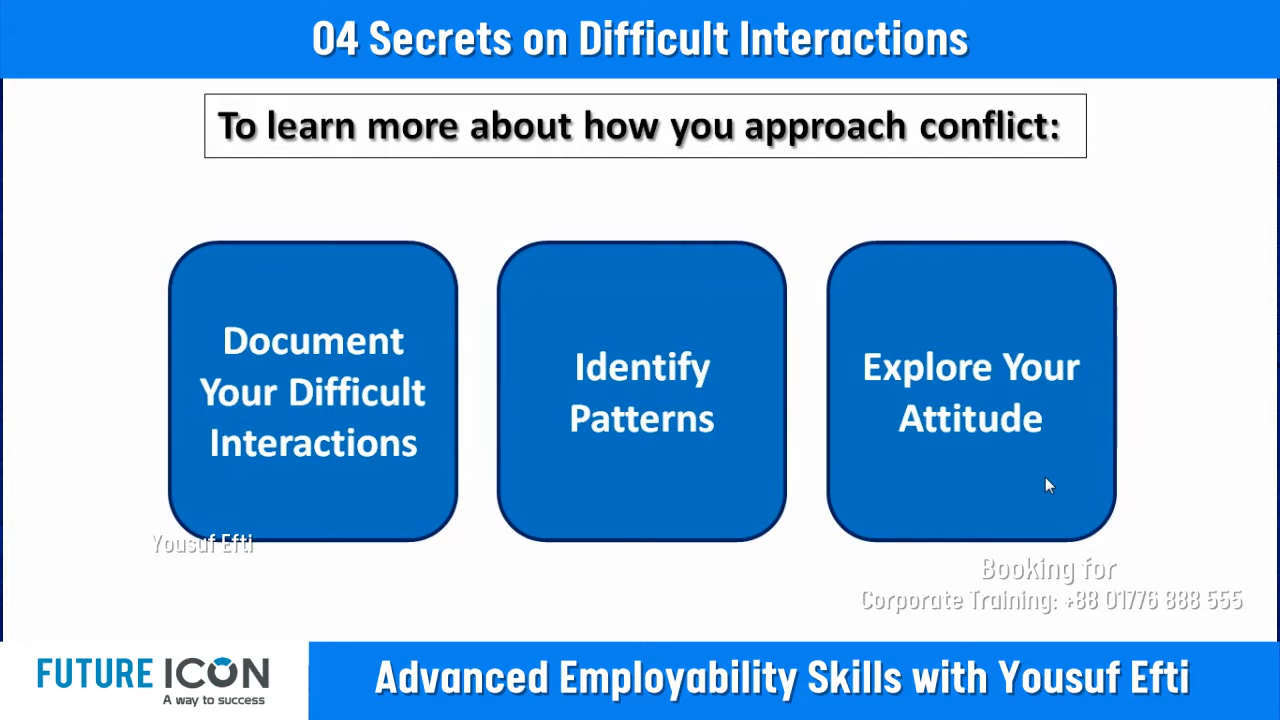 04 Secrets on Difficult Interactions
To learn more about how you approach conflict:
Document
Your Difficult
Interactions
Identify
Patterns
Explore Your
Attitude
Yousuf Efti
Booking for
Corporate Training: +88 01776 888 555
FUTURE ICON
A way to success
Advanced Employability Skills with Yousuf Efti